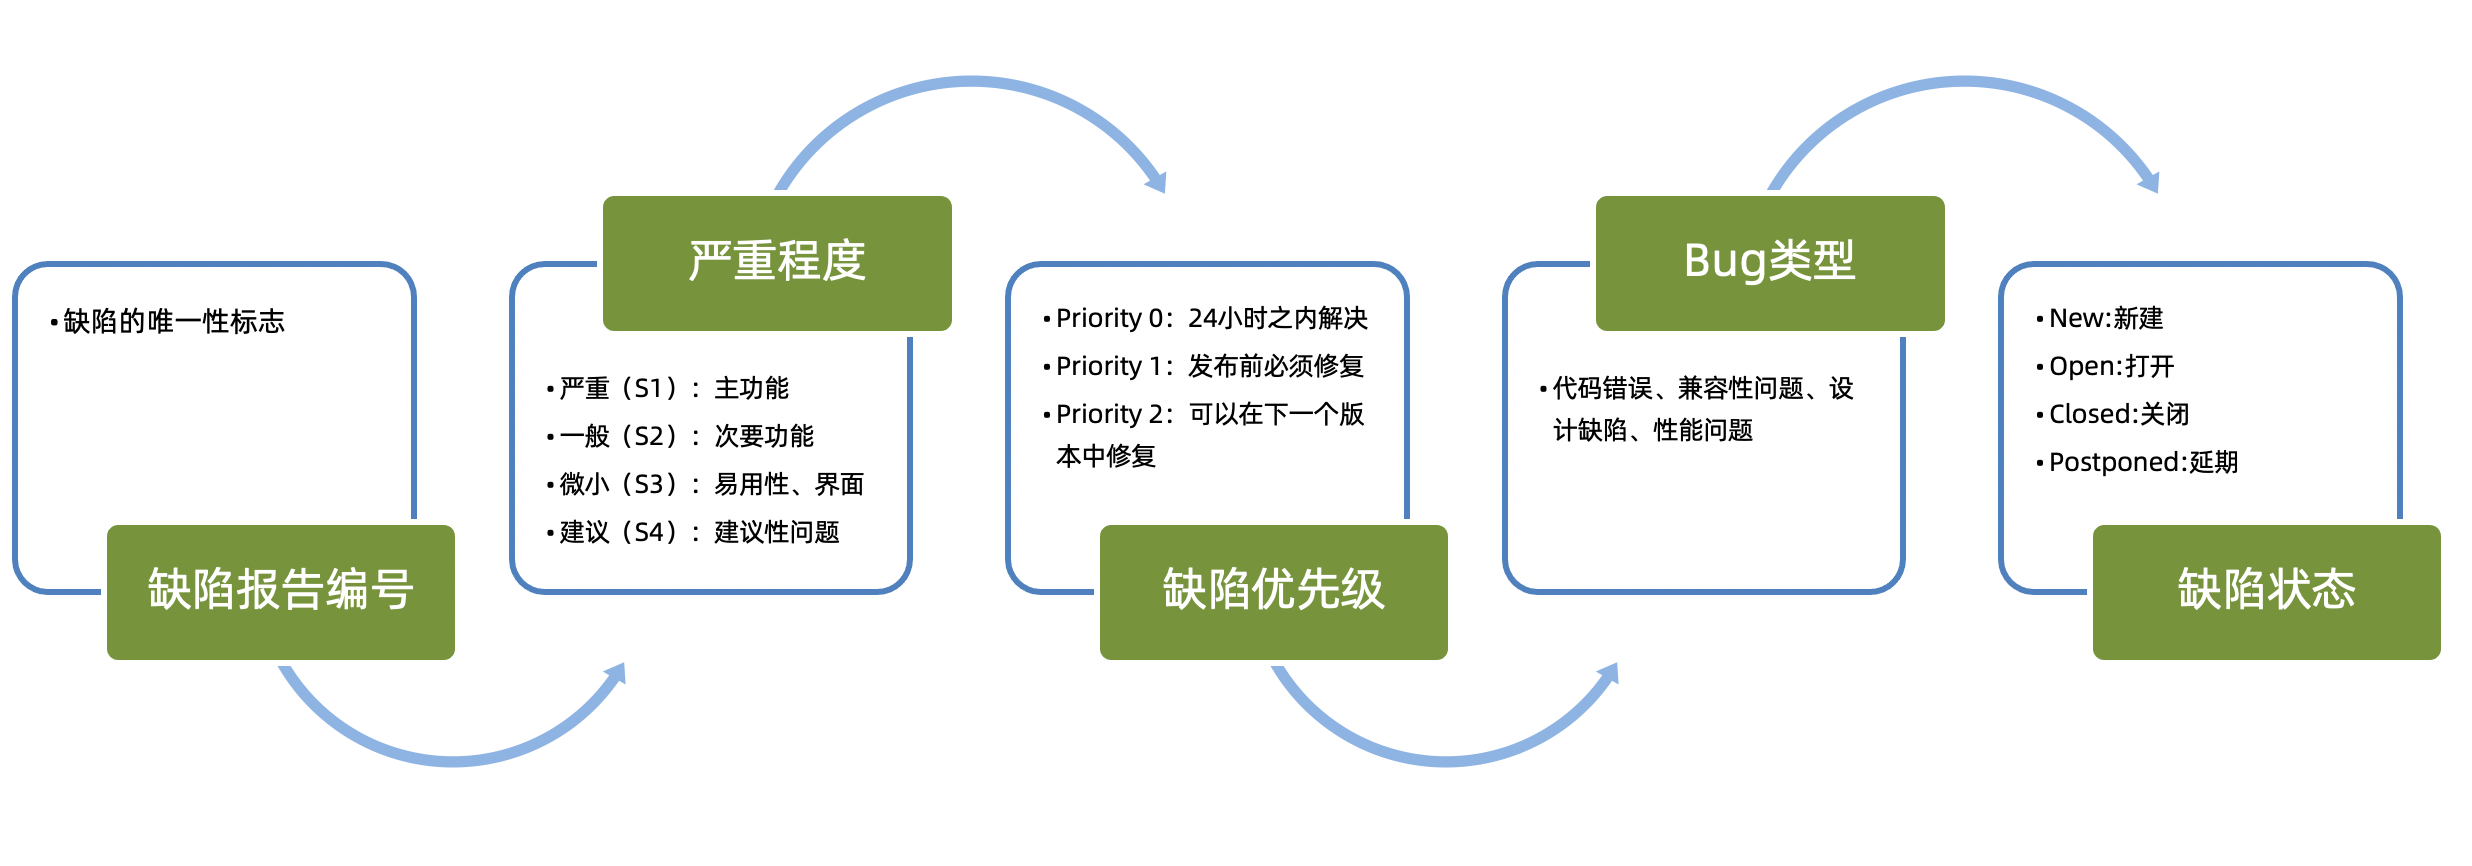 •缺陷的唯一性标志
缺陷报告编号
严重程度
•严重（S1）：主功能
•一般（S2）：次要功能
•微小（S3）：易用性、界面
•建议（S4）：建议性问题
•Priority 0：24小时之内解决
•Priority 1：发布前必须修复
•Priority 2：可以在下一个版
本中修复
缺陷优先级
Bug类型
•代码错误、兼容性问题、设
计缺陷、性能问题
•New:新建
•Open:打开
•Closed:关闭
•Postponed:延期
缺陷状态